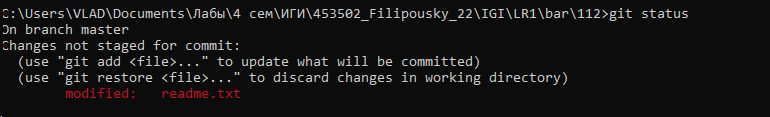 C:\Users\VLAD\Documents\Лабы\4 сем\ИГИ\453502_Filipousky_22\IGI\LR1\bar\112>git status
On branch master
Changes not staged for commit:
(use "git add <file>..." to update what will be committed)
(use "git restore <file>..." to discard changes in working directory)
modified: readme.txt